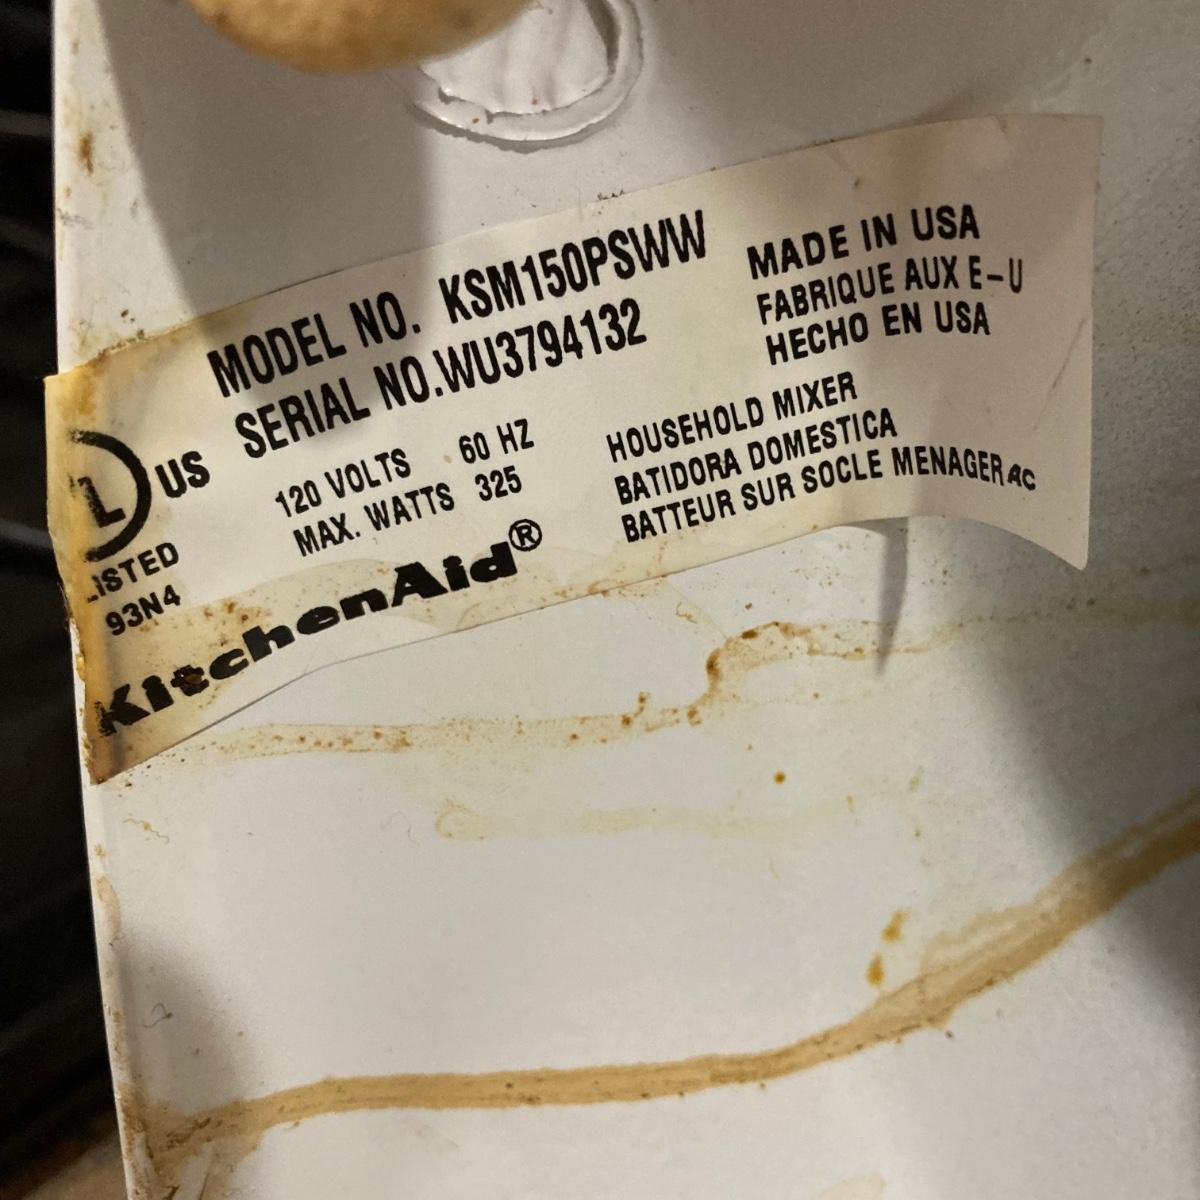 MODEL NO. KSM150PSWW
SERIAL NO.WU3794132
MADE IN USA
FABRIQUE AUX E-U
HECHO EN USA
L US
LISTED
93N4
120 VOLTS 60 HZ
MAX. WATTS 325
HOUSEHOLD MIXER
BATIDORA DOMESTICA
BATTEUR SUR SOCLE MENAGER AC
KitchenAid®